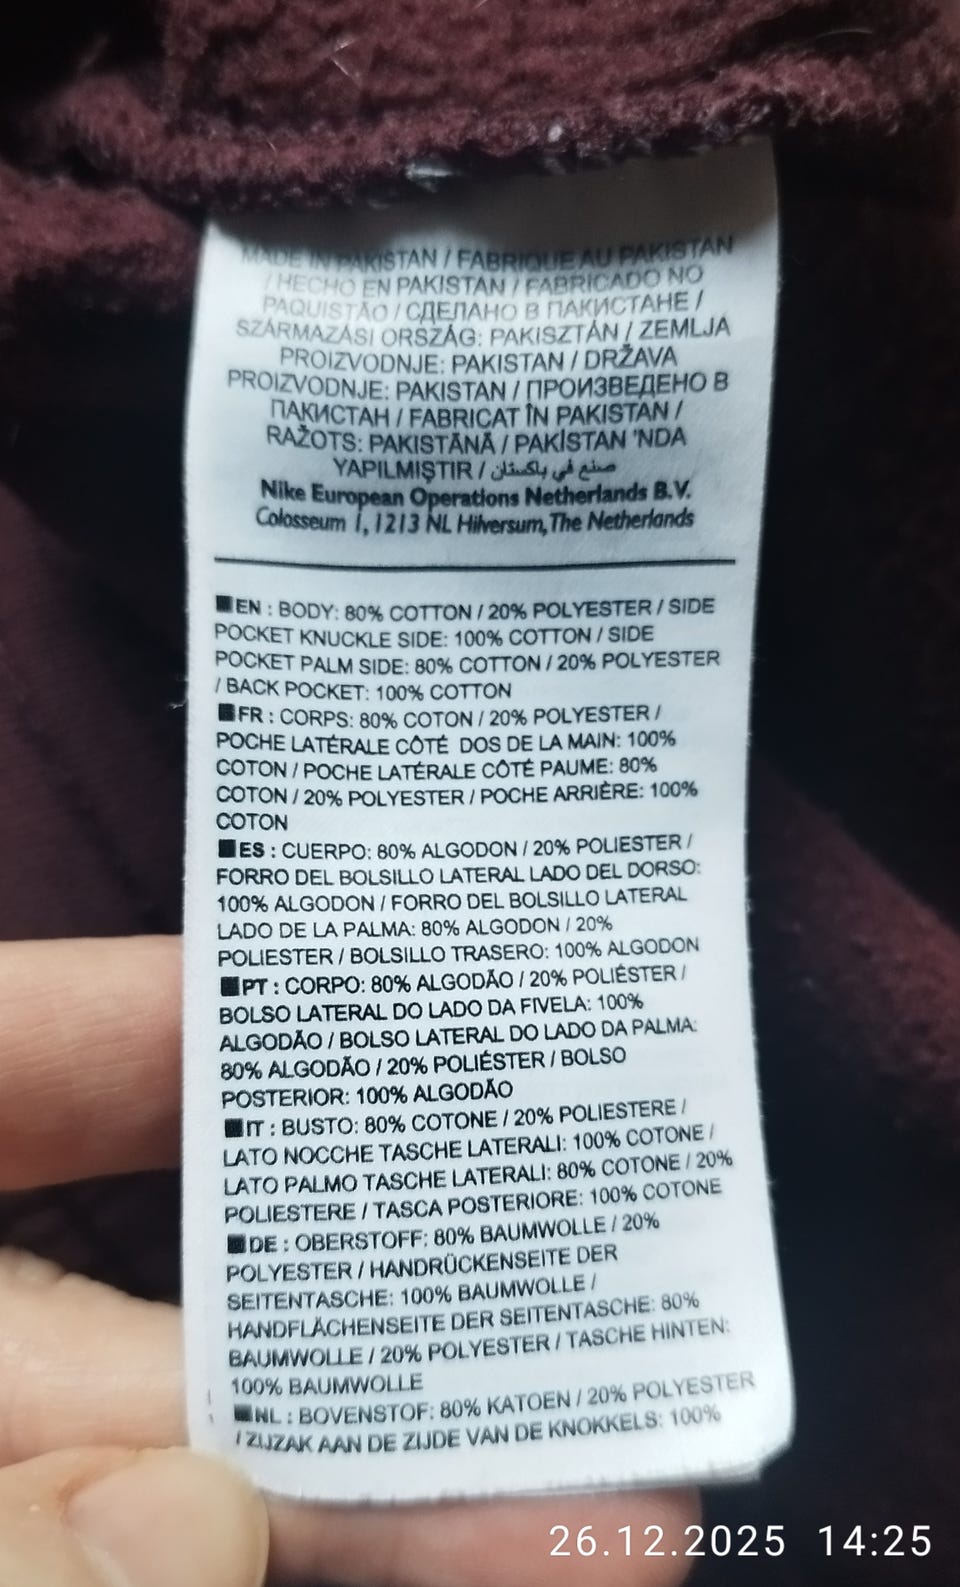 MADE IN PAKISTAN / FABRIQUE AU PAKISTAN
/ HECHO EN PAKISTAN / FABRICADO NO
PAQUISTÃO / СДЕЛАНО В ПАКИСТАНЕ /
SZÁRMAZÁSI ORSZÁG: PAKISZTÁN / ZEMLJA
PROIZVODNJE: PAKISTAN / DRŽAVA
PROIZVODNJE: PAKISTAN / ПРОИЗВЕДЕНО В
ПАКИСТАН / FABRICAT ÎN PAKISTAN /
RAŽOTS: PAKISTĀNĀ / PAKİSTAN 'NDA
YAPILMIŞTIR / صنع في باكستان
Nike European Operations Netherlands B.V.
Colosseum 1, 1213 NL Hilversum, The Netherlands
EN : BODY: 80% COTTON / 20% POLYESTER / SIDE
POCKET KNUCKLE SIDE: 100% COTTON / SIDE
POCKET PALM SIDE: 80% COTTON / 20% POLYESTER
/ BACK POCKET: 100% COTTON
FR : CORPS: 80% COTON / 20% POLYESTER /
POCHE LATÉRALE CÔTÉ DOS DE LA MAIN: 100%
COTON / POCHE LATÉRALE CÔTÉ PAUME: 80%
COTON / 20% POLYESTER / POCHE ARRIÈRE: 100%
COTON
ES : CUERPO: 80% ALGODON / 20% POLIESTER /
FORRO DEL BOLSILLO LATERAL LADO DEL DORSO:
100% ALGODON / FORRO DEL BOLSILLO LATERAL
LADO DE LA PALMA: 80% ALGODON / 20%
POLIESTER / BOLSILLO TRASERO: 100% ALGODON
PT : CORPO: 80% ALGODÃO / 20% POLIÉSTER /
BOLSO LATERAL DO LADO DA FIVELA: 100%
ALGODÃO / BOLSO LATERAL DO LADO DA PALMA:
80% ALGODÃO / 20% POLIÉSTER / BOLSO
POSTERIOR: 100% ALGODÃO
IT : BUSTO: 80% COTONE / 20% POLIESTERE /
LATO NOCCHE TASCHE LATERALI: 100% COTONE /
LATO PALMO TASCHE LATERALI: 80% COTONE / 20%
POLIESTERE / TASCA POSTERIORE: 100% COTONE
DE : OBERSTOFF: 80% BAUMWOLLE / 20%
POLYESTER / HANDRÜCKENSEITE DER
SEITENTASCHE: 100% BAUMWOLLE /
HANDFLÄCHENSEITE DER SEITENTASCHE: 80%
BAUMWOLLE / 20% POLYESTER / TASCHE HINTEN:
100% BAUMWOLLE
NL : BOVENSTOF: 80% KATOEN / 20% POLYESTER
/ ZIJZAK AAN DE ZIJDE VAN DE KNOKKELS: 100%
26.12.2025 14:25